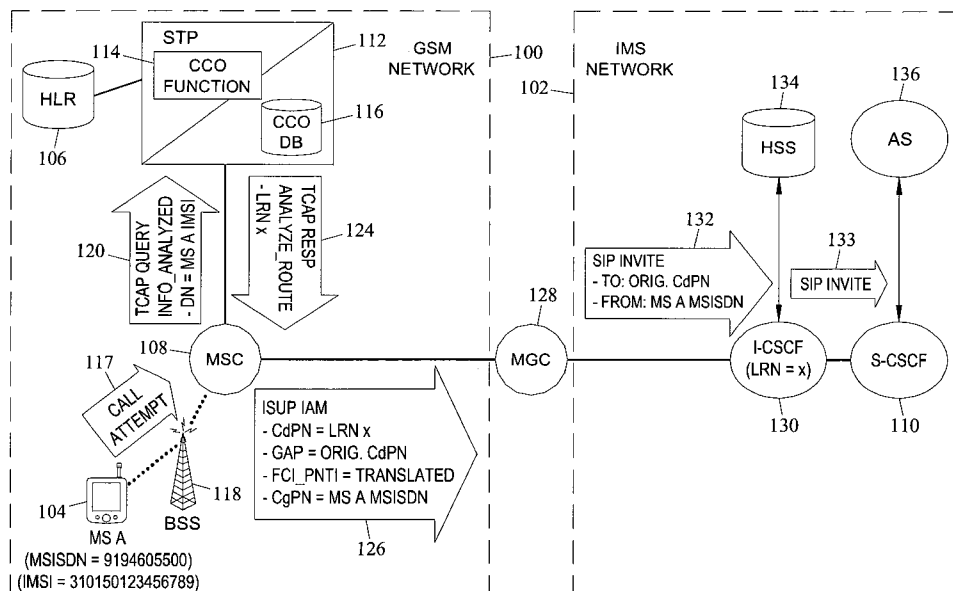 STP
112
GSM
NETWORK
100
IMS
NETWORK
114
CCO
FUNCTION
102
134
136
HLR
116
CCO
DB
HSS
AS
106
TCAP QUERY
INFO_ANALYZED
- DN = MS A IMSI
120
TCAP RESP
ANALYZE_ROUTE
- LRN x
124
132
SIP INVITE
- TO: ORIG. CdPN
- FROM: MS A MSISDN
133
SIP INVITE
128
108
MSC
MGC
I-CSCF
(LRN = x)
S-CSCF
117
CALL
ATTEMPT
130
110
ISUP IAM
- CdPN = LRN x
- GAP = ORIG. CdPN
- FCI_PNTI = TRANSLATED
- CgPN = MS A MSISDN
104
118
BSS
126
MS A
(MSISDN = 9194605500)
(IMSI = 310150123456789)